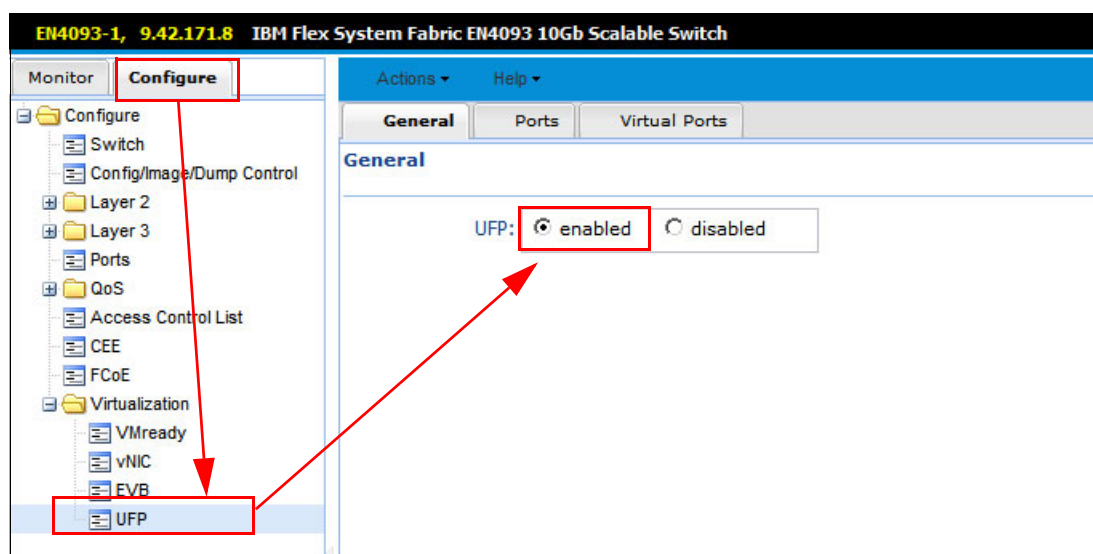 EN4093-1, 9.42.171.8 IBM Flex System Fabric EN4093 10Gb Scalable Switch
Monitor Configure
Actions Help
Configure
Switch
Config/Image/Dump Control
Layer 2
Layer 3
Ports
QoS
Access Control List
CEE
FCoE
Virtualization
VMready
vNIC
EVB
UFP
General Ports Virtual Ports
General
UFP: enabled disabled